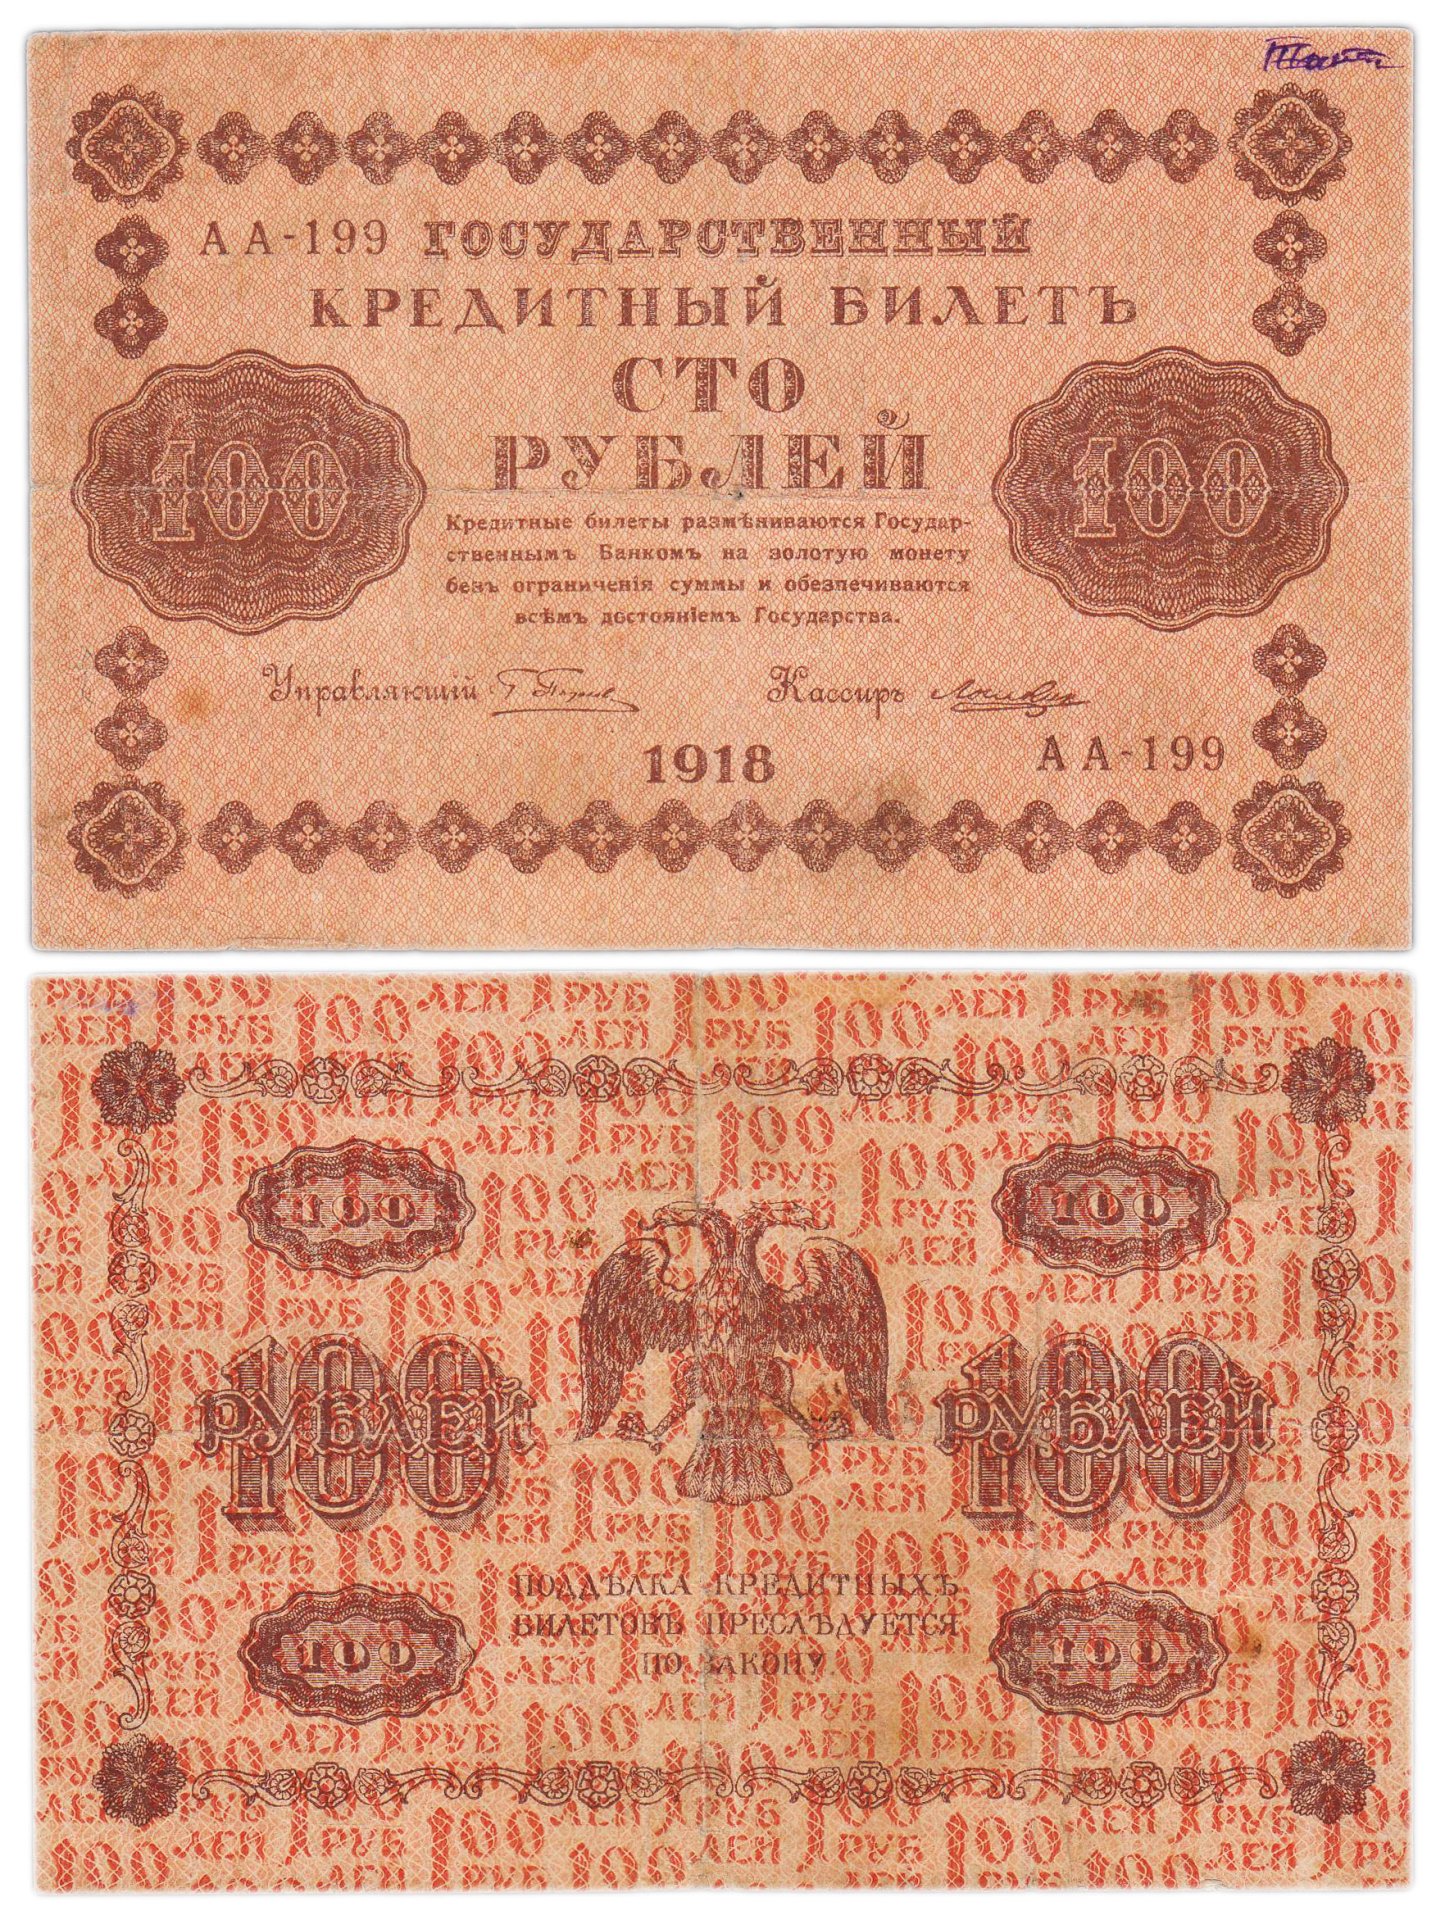 АА-199 ГОСУДАРСТВЕННЫЙ
КРЕДИТНЫЙ БИЛЕТЪ
СТО
РУБЛЕЙ
100 100
Кредитные билеты размѣниваются Государ-
ственнымъ Банкомъ на золотую монету
безъ ограниченія суммы и обезпечиваются
всѣмъ достояніемъ Государства.
Управляющій Кассиръ
1918 АА-199
100 100
100 100
РУБЛЕЙ РУБЛЕЙ
100 100
ПОДДѢЛКА КРЕДИТНЫХЪ
БИЛЕТОВЪ ПРЕСЛѢДУЕТСЯ
ПО ЗАКОНУ.
100 100